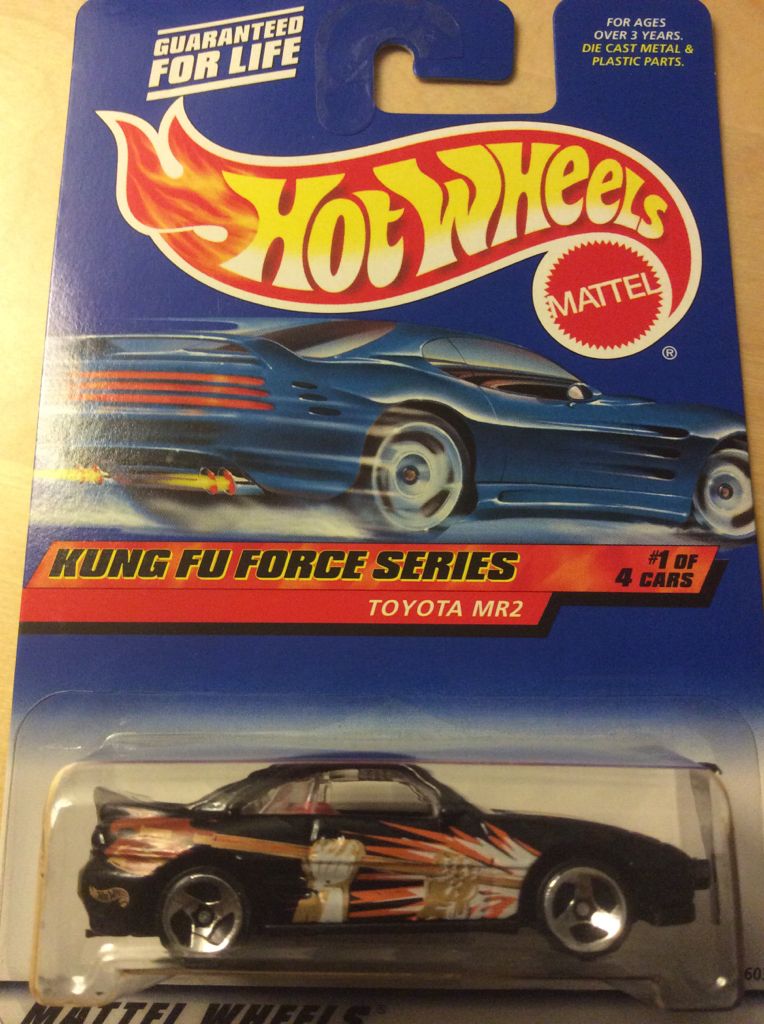 GUARANTEED
FOR LIFE
FOR AGES
OVER 3 YEARS.
DIE CAST METAL &
PLASTIC PARTS.
HOT WHEELS
MATTEL
®
KUNG FU FORCE SERIES
#1 OF
4 CARS
TOYOTA MR2
MATTEL WHEELS